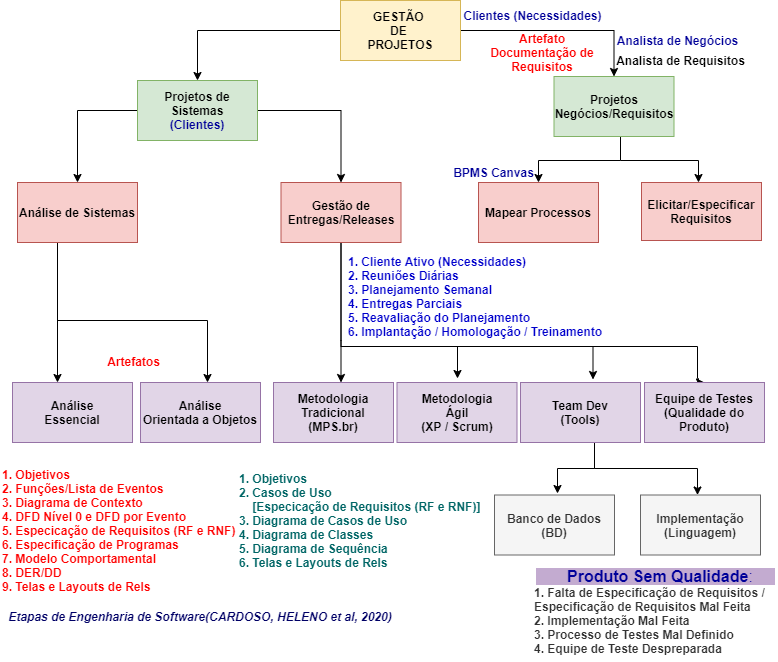 GESTÃO
DE
PROJETOS
Clientes (Necessidades)
Artefato
Documentação de
Requisitos
Analista de Negócios
Analista de Requisitos
Projetos de
Sistemas
(Clientes)
Projetos
Negócios/Requisitos
BPMS Canvas
Análise de Sistemas
Gestão de
Entregas/Releases
Mapear Processos
Elicitar/Especificar
Requisitos
1. Cliente Ativo (Necessidades)
2. Reuniões Diárias
3. Planejamento Semanal
4. Entregas Parciais
5. Reavaliação do Planejamento
6. Implantação / Homologação / Treinamento
Artefatos
Análise
Essencial
Análise
Orientada a Objetos
Metodologia
Tradicional
(MPS.br)
Metodologia
Ágil
(XP / Scrum)
Team Dev
(Tools)
Equipe de Testes
(Qualidade do
Produto)
1. Objetivos
2. Funções/Lista de Eventos
3. Diagrama de Contexto
4. DFD Nível 0 e DFD por Evento
5. Especicação de Requisitos (RF e RNF)
6. Especificação de Programas
7. Modelo Comportamental
8. DER/DD
9. Telas e Layouts de Rels
1. Objetivos
2. Casos de Uso
[Especicação de Requisitos (RF e RNF)]
3. Diagrama de Casos de Uso
4. Diagrama de Classes
5. Diagrama de Sequência
6. Telas e Layouts de Rels
Banco de Dados
(BD)
Implementação
(Linguagem)
Produto Sem Qualidade:
1. Falta de Especificação de Requisitos /
Especificação de Requisitos Mal Feita
2. Implementação Mal Feita
3. Processo de Testes Mal Definido
4. Equipe de Teste Despreparada
Etapas de Engenharia de Software(CARDOSO, HELENO et al, 2020)